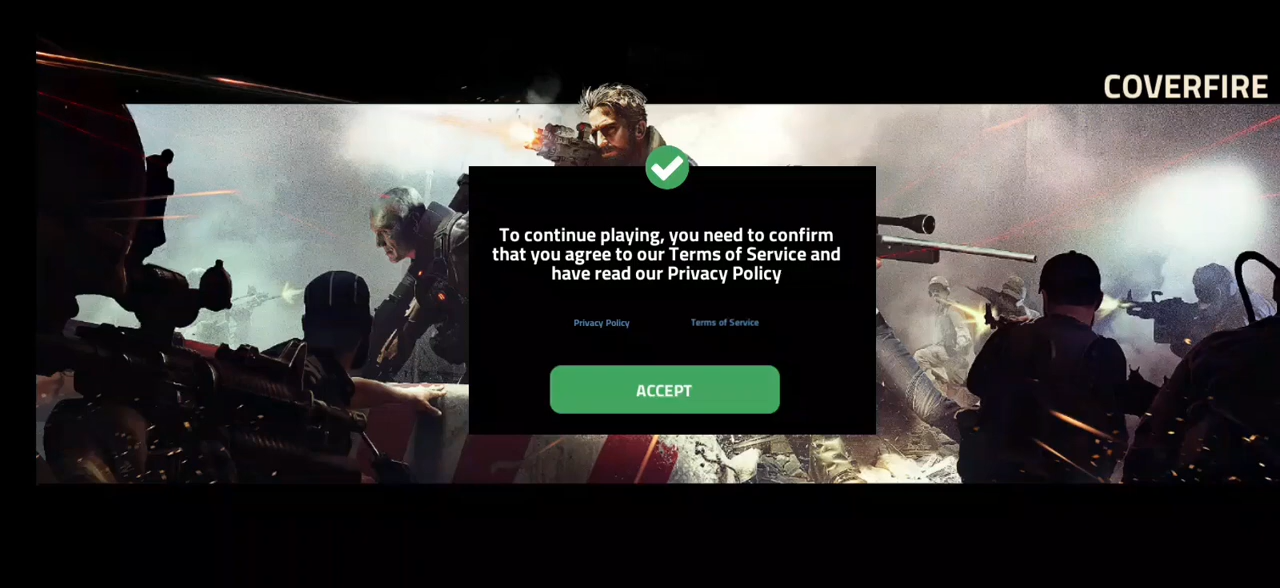 COVERFIRE
To continue playing, you need to confirm
that you agree to our Terms of Service and
have read our Privacy Policy
Privacy Policy
Terms of Service
ACCEPT